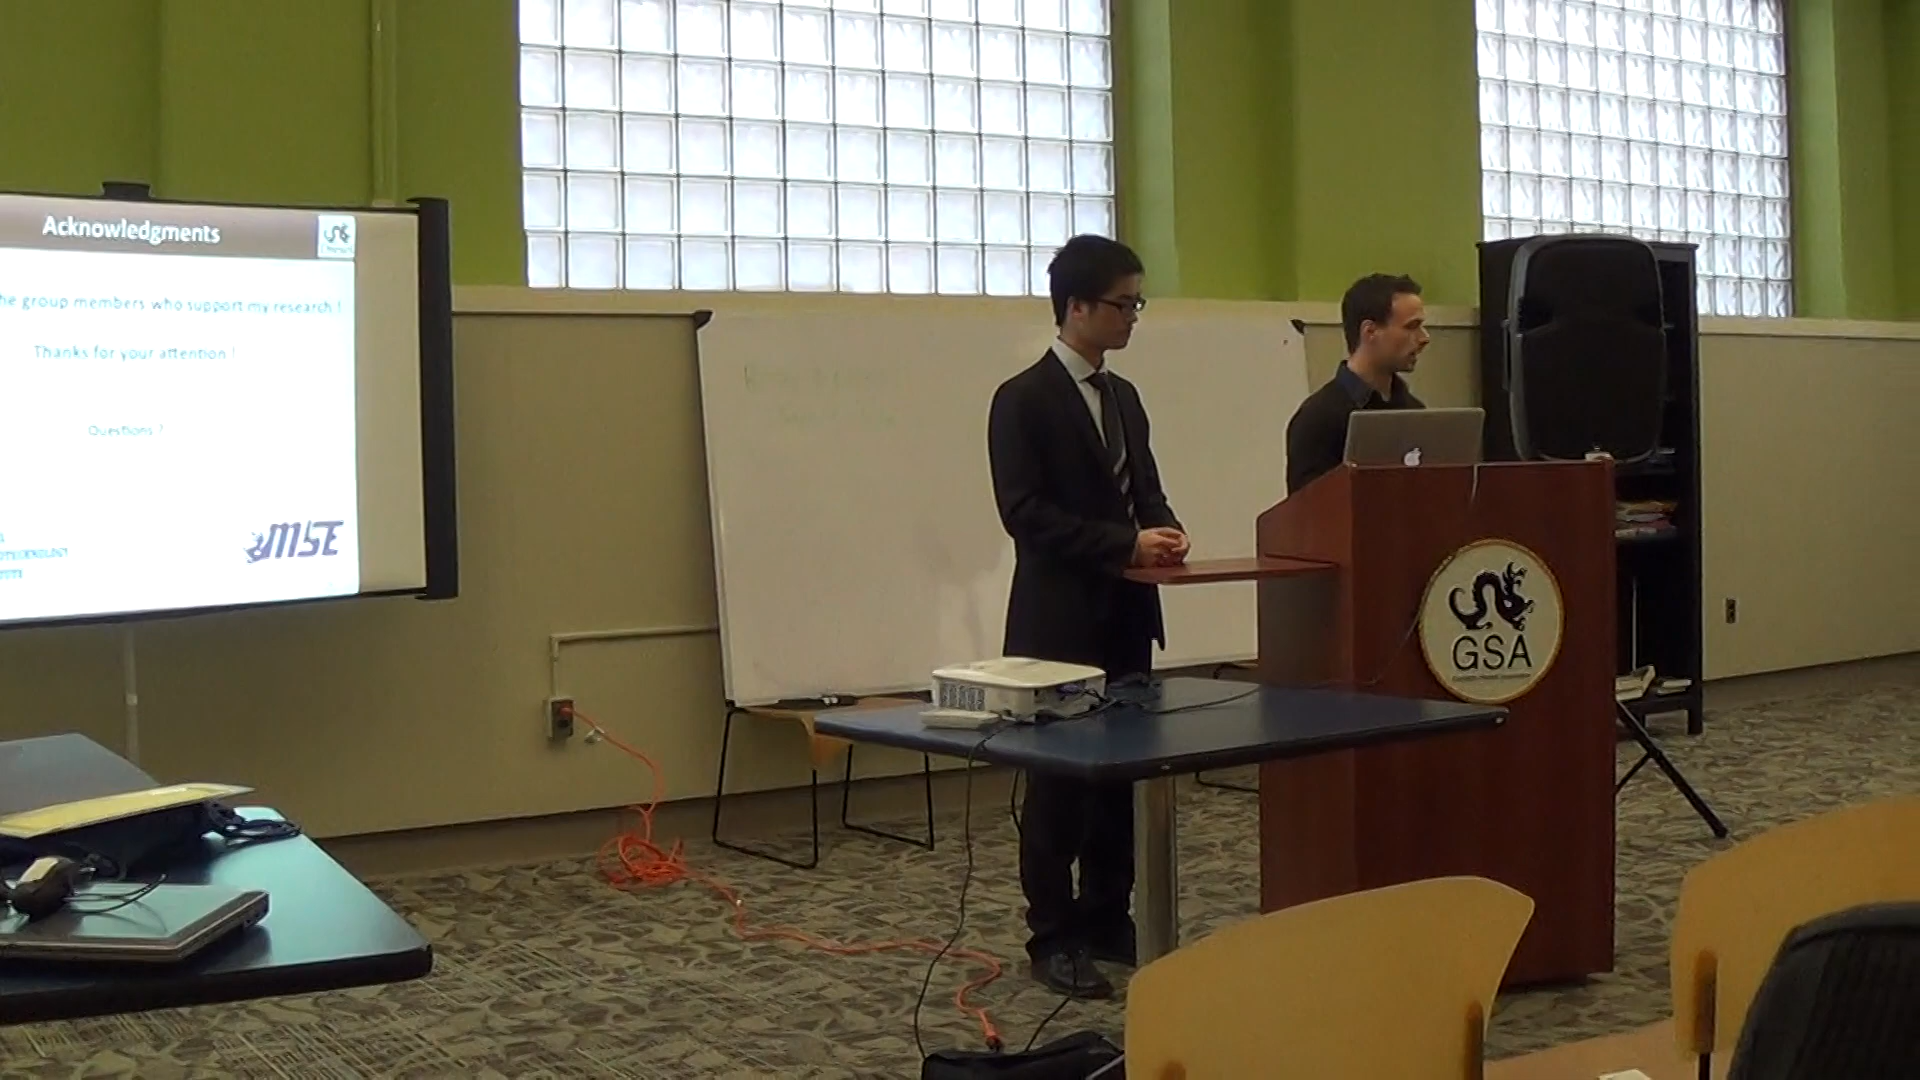 Acknowledgments
he group members who support my research !
Thanks for your attention !
Questions ?
MSE
GSA